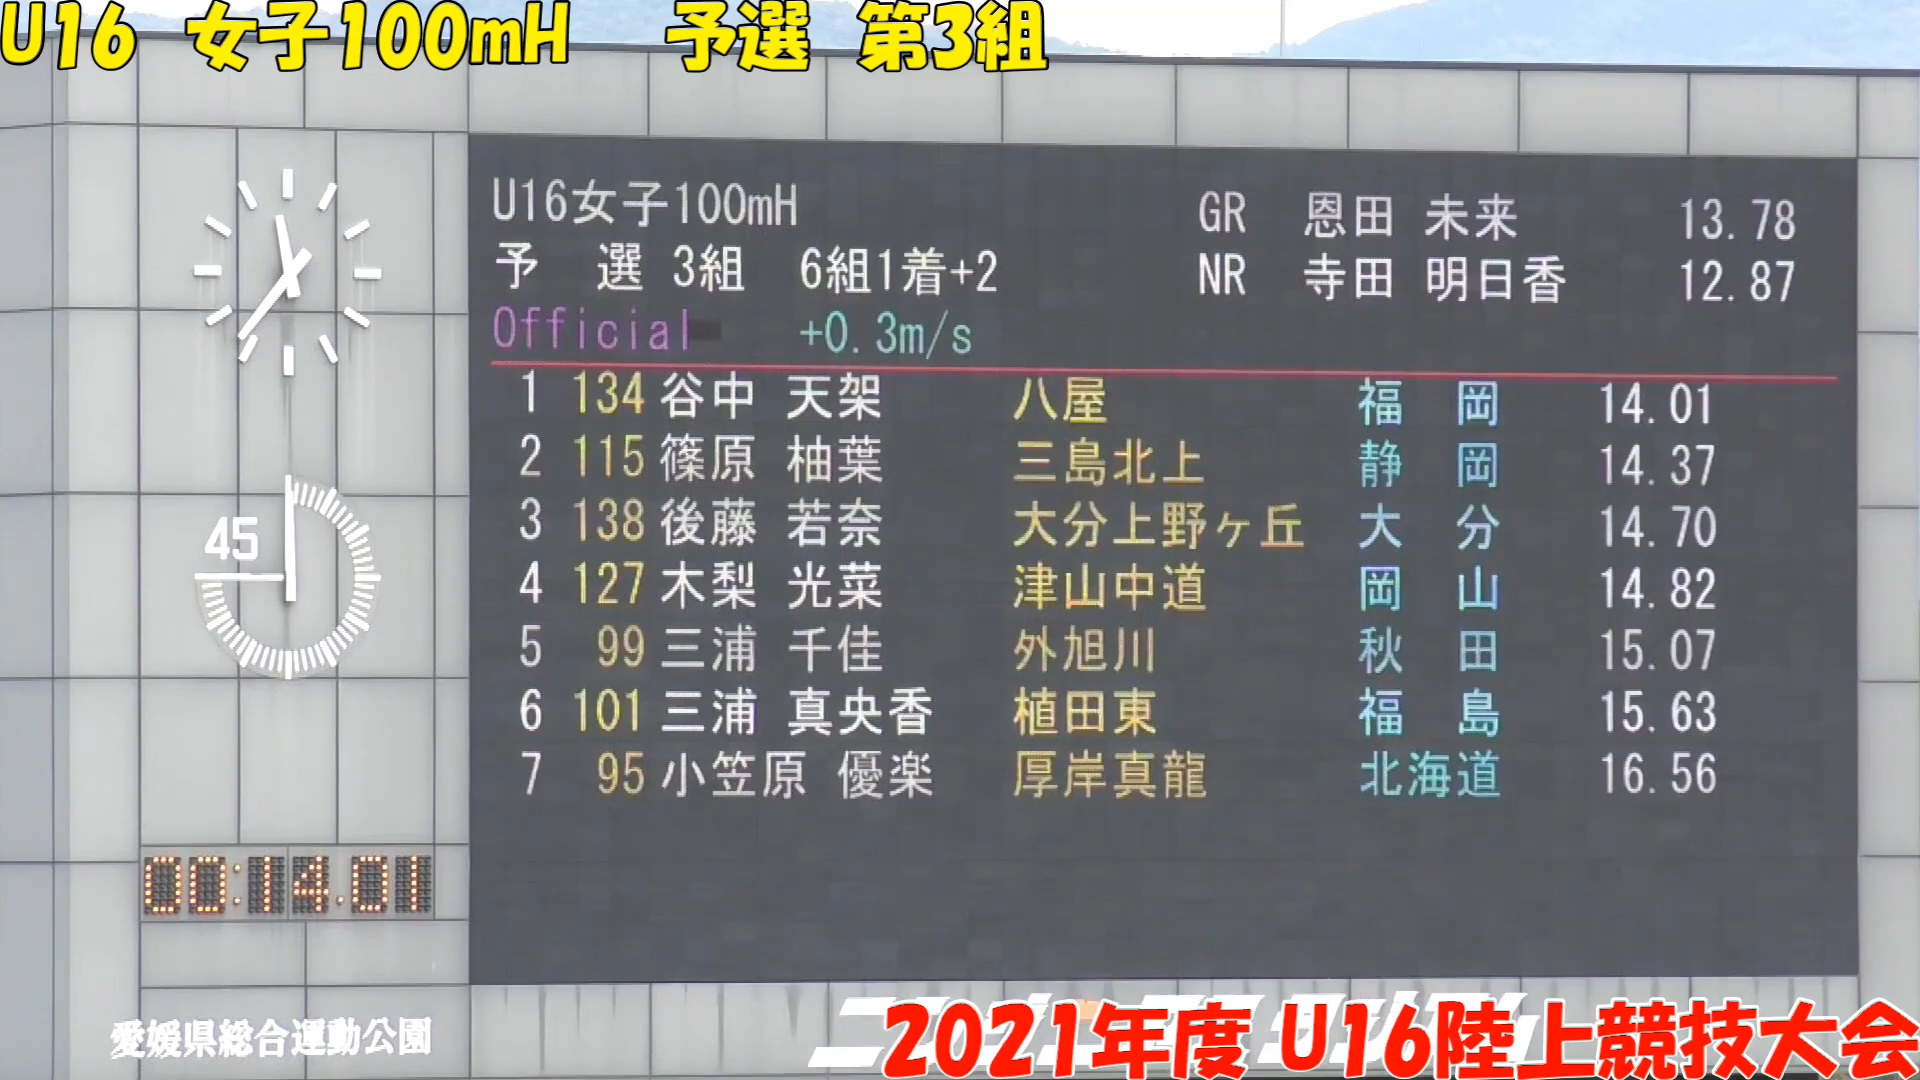 U16 女子100mH 予選 第3組
U16女子100mH GR 恩田 未来 13.78
予 選 3組 6組1着+2 NR 寺田 明日香 12.87
Official +0.3m/s
1 134 谷中 天架 八屋 福 岡 14.01
2 115 篠原 柚葉 三島北上 静 岡 14.37
3 138 後藤 若奈 大分上野ヶ丘 大 分 14.70
4 127 木梨 光菜 津山中道 岡 山 14.82
5 99 三浦 千佳 外旭川 秋 田 15.07
6 101 三浦 真央香 植田東 福 島 15.63
7 95 小笠原 優楽 厚岸真龍 北海道 16.56
45
00:14.01
愛媛県総合運動公園
2021年度 U16陸上競技大会